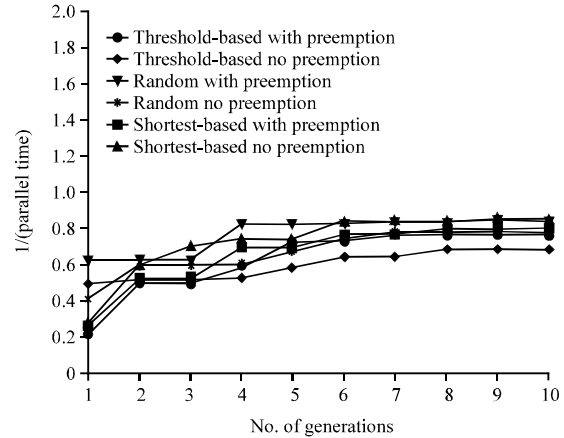 2.0
1.8
1.6
1.4
1.2
1.0
0.8
0.6
0.4
0.2
0
1/(parallel time)
Threshold-based with preemption
Threshold-based no preemption
Random with preemption
Random no preemption
Shortest-based with preemption
Shortest-based no preemption
1 2 3 4 5 6 7 8 9 10
No. of generations